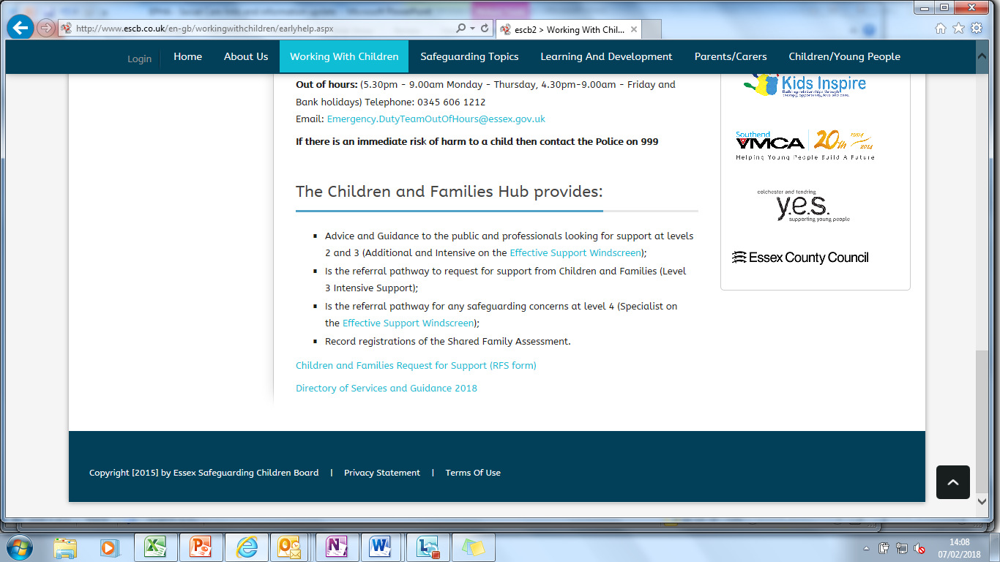 http://www.escb.co.uk/en-gb/workingwithchildren/earlyhelp.aspx
escb2 > Working With Chil...
Login Home About Us Working With Children Safeguarding Topics Learning And Development Parents/Carers Children/Young People
Out of hours: (5.30pm - 9.00am Monday - Thursday, 4.30pm-9.00am - Friday and
Bank holidays) Telephone: 0345 606 1212
Email: Emergency.DutyTeamOutOfHours@essex.gov.uk
If there is an immediate risk of harm to a child then contact the Police on 999
The Children and Families Hub provides:
Advice and Guidance to the public and professionals looking for support at levels
2 and 3 (Additional and Intensive on the Effective Support Windscreen);
Is the referral pathway to request for support from Children and Families (Level
3 Intensive Support);
Is the referral pathway for any safeguarding concerns at level 4 (Specialist on
the Effective Support Windscreen);
Record registrations of the Shared Family Assessment.
Children and Families Request for Support (RFS form)
Directory of Services and Guidance 2018
Kids Inspire
Building relationships through
therapy, opportunity, love and care.
Southend
YMCA 20th 1974 2014
Helping Young People Build A Future
colchester and tendring
y.e.s.
supporting young people
Essex County Council
Copyright [2015] by Essex Safeguarding Children Board | Privacy Statement | Terms Of Use
14:08
07/02/2018